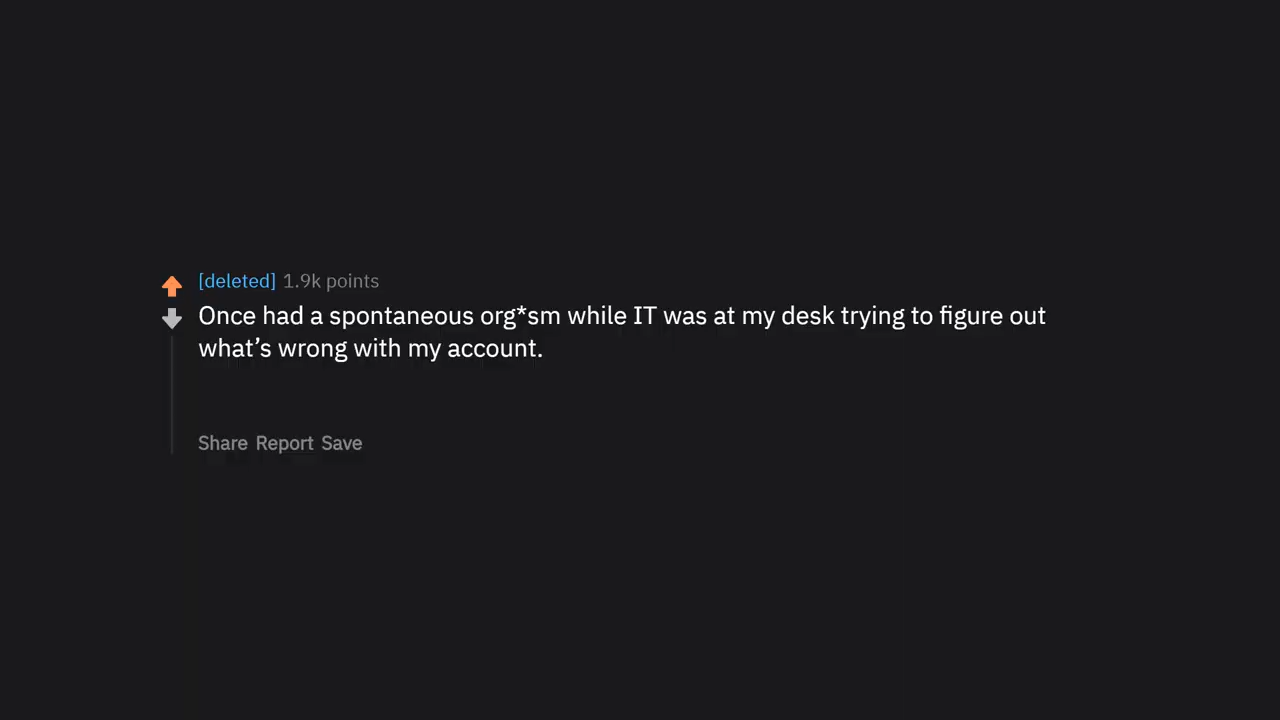 [deleted] 1.9k points
Once had a spontaneous org*sm while IT was at my desk trying to figure out
what’s wrong with my account.
Share Report Save